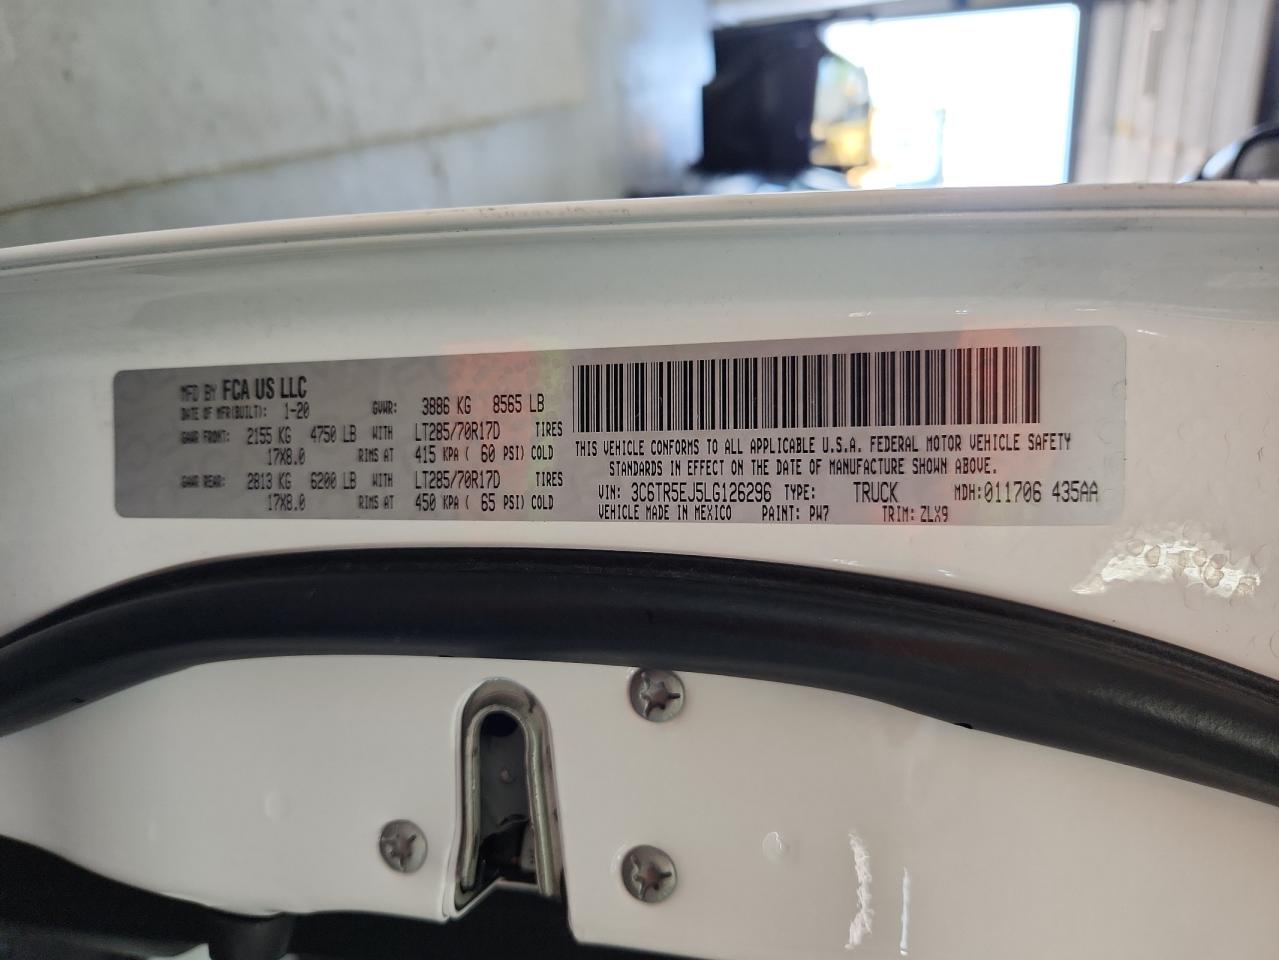 MFD BY FCA US LLC
DATE OF MFR(BUILT): 1-20 GVWR: 3886 KG 8565 LB
GAWR FRONT: 2155 KG 4750 LB WITH LT285/70R17D TIRES
17X8.0 RIMS AT 415 KPA ( 60 PSI) COLD
GAWR REAR: 2813 KG 6200 LB WITH LT285/70R17D TIRES
17X8.0 RIMS AT 450 KPA ( 65 PSI) COLD
THIS VEHICLE CONFORMS TO ALL APPLICABLE U.S.A. FEDERAL MOTOR VEHICLE SAFETY
STANDARDS IN EFFECT ON THE DATE OF MANUFACTURE SHOWN ABOVE.
VIN: 3C6TR5EJ5LG126296 TYPE: TRUCK MDH:011706 435AA
VEHICLE MADE IN MEXICO PAINT: PW7 TRIM: ZLX9